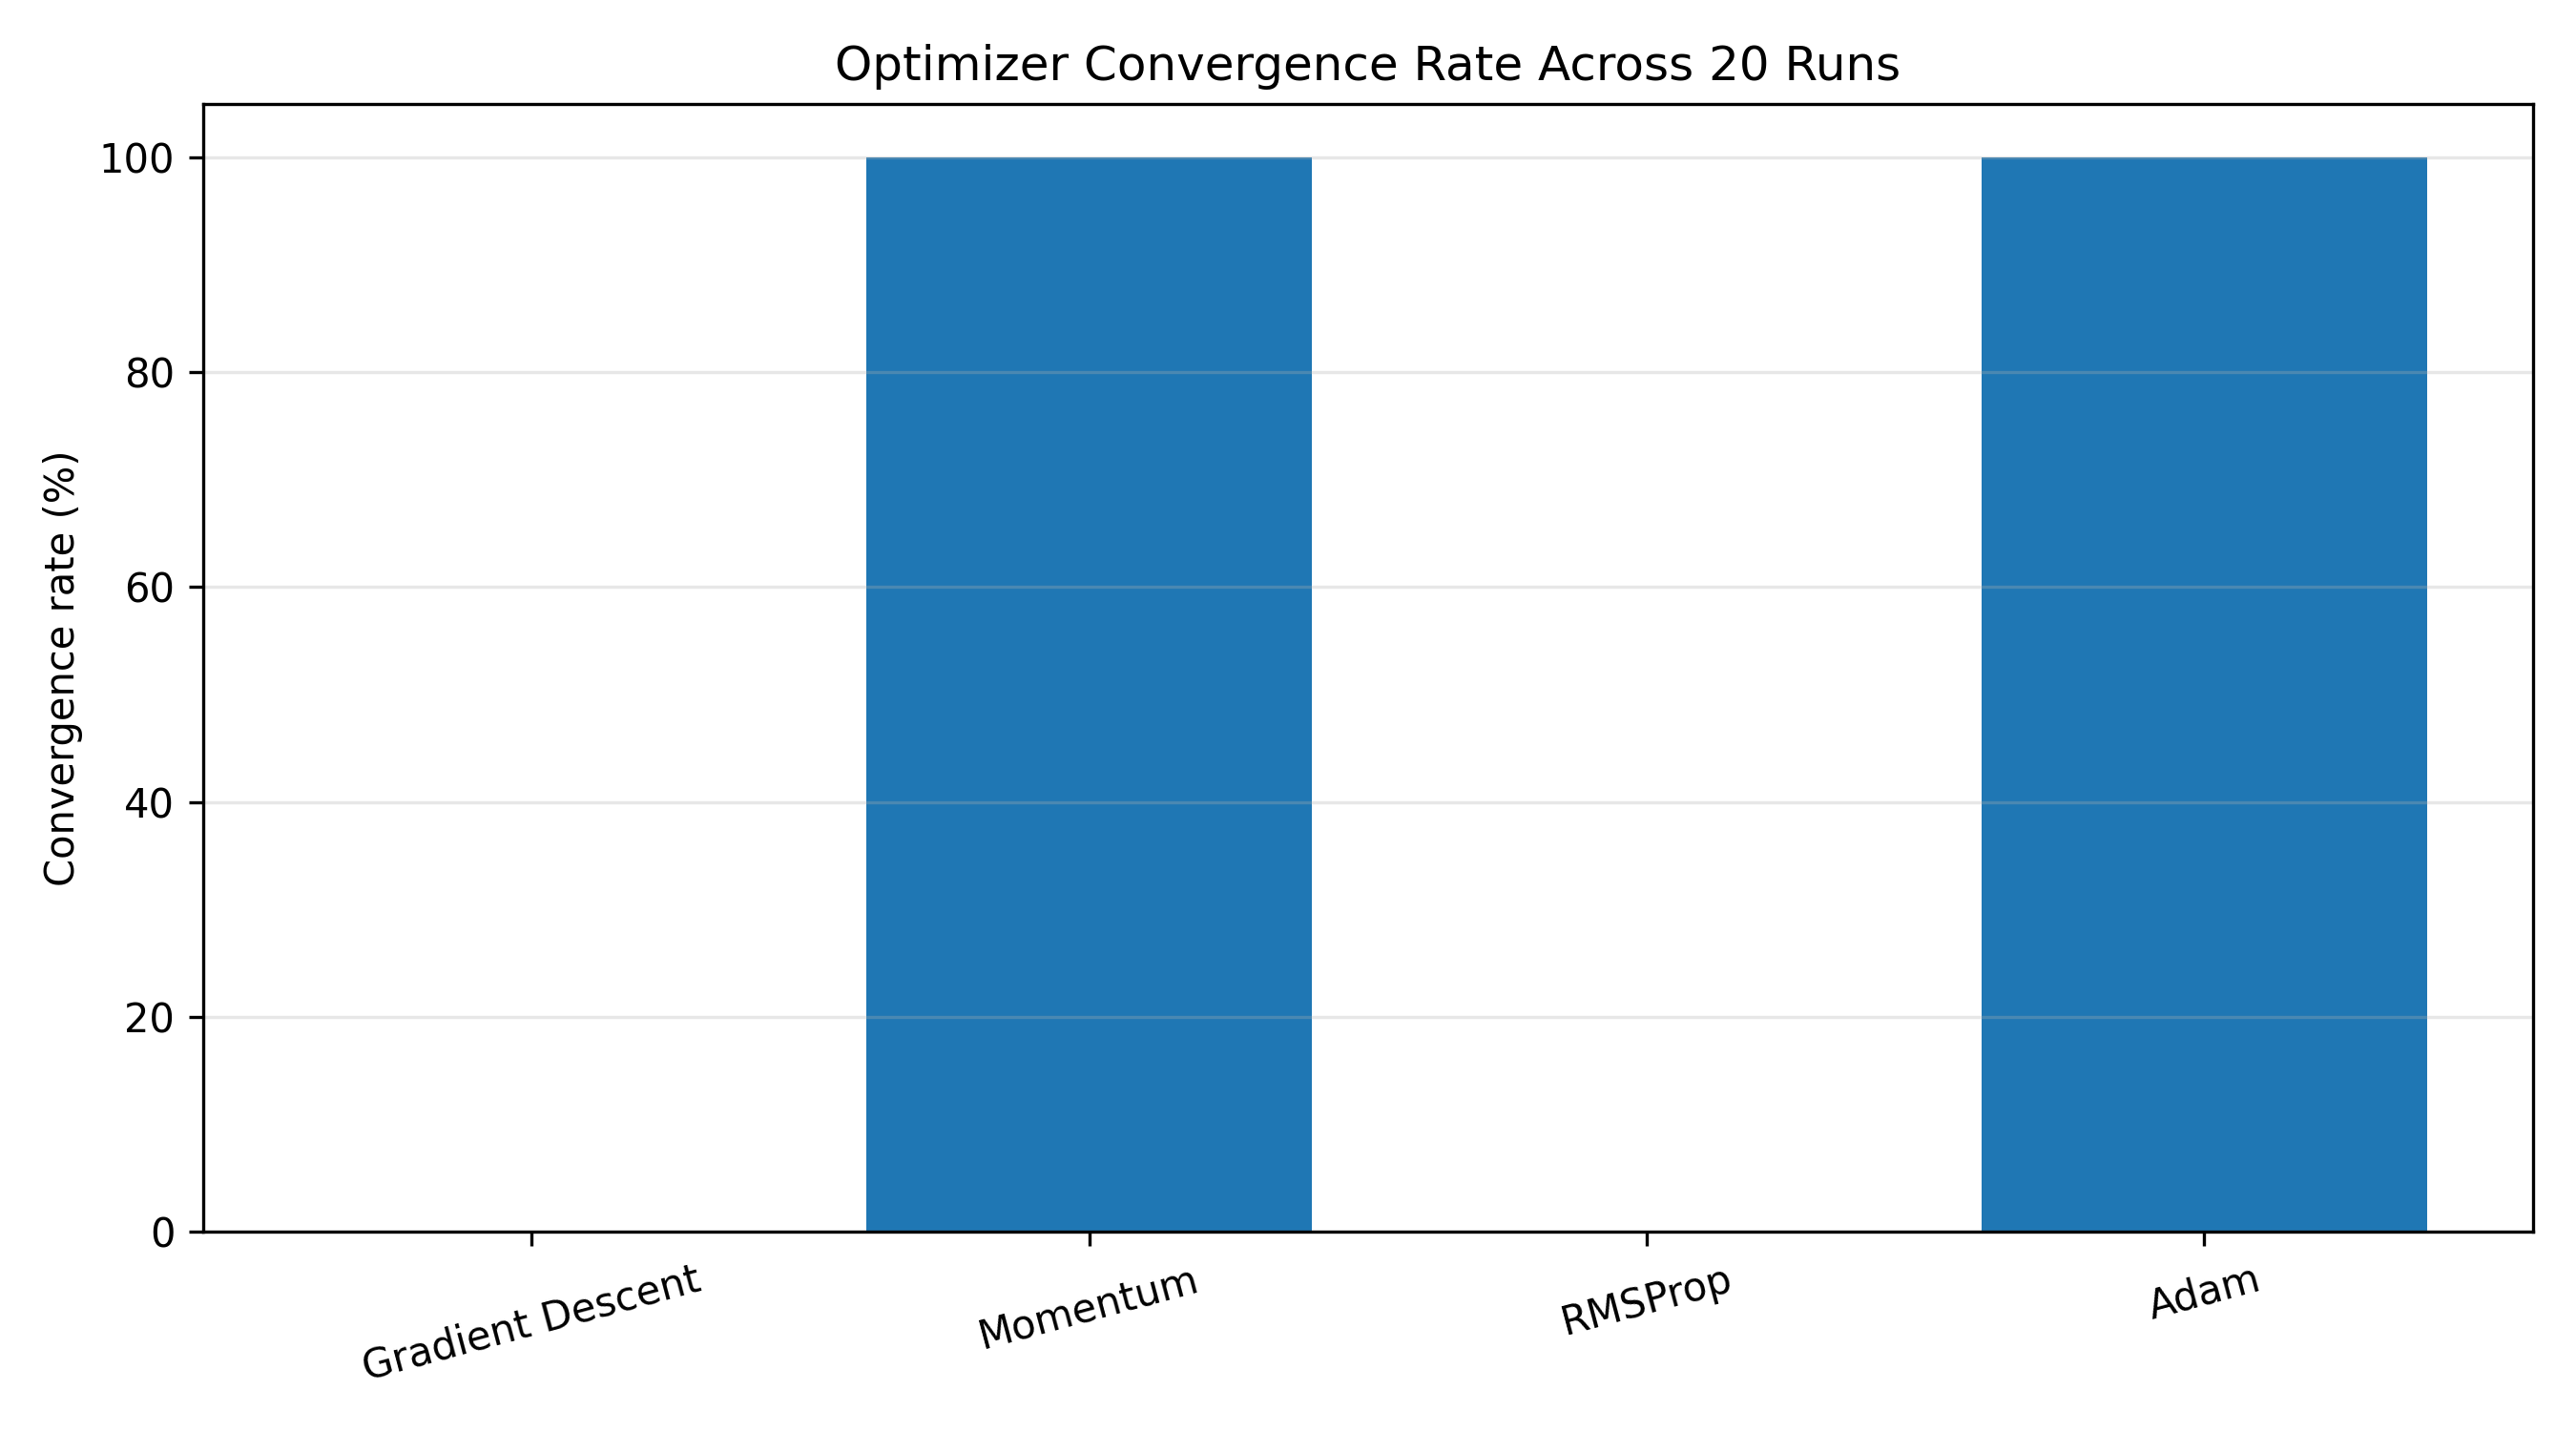 Optimizer Convergence Rate Across 20 Runs
Convergence rate (%)
100
80
60
40
20
0
Gradient Descent
Momentum
RMSProp
Adam